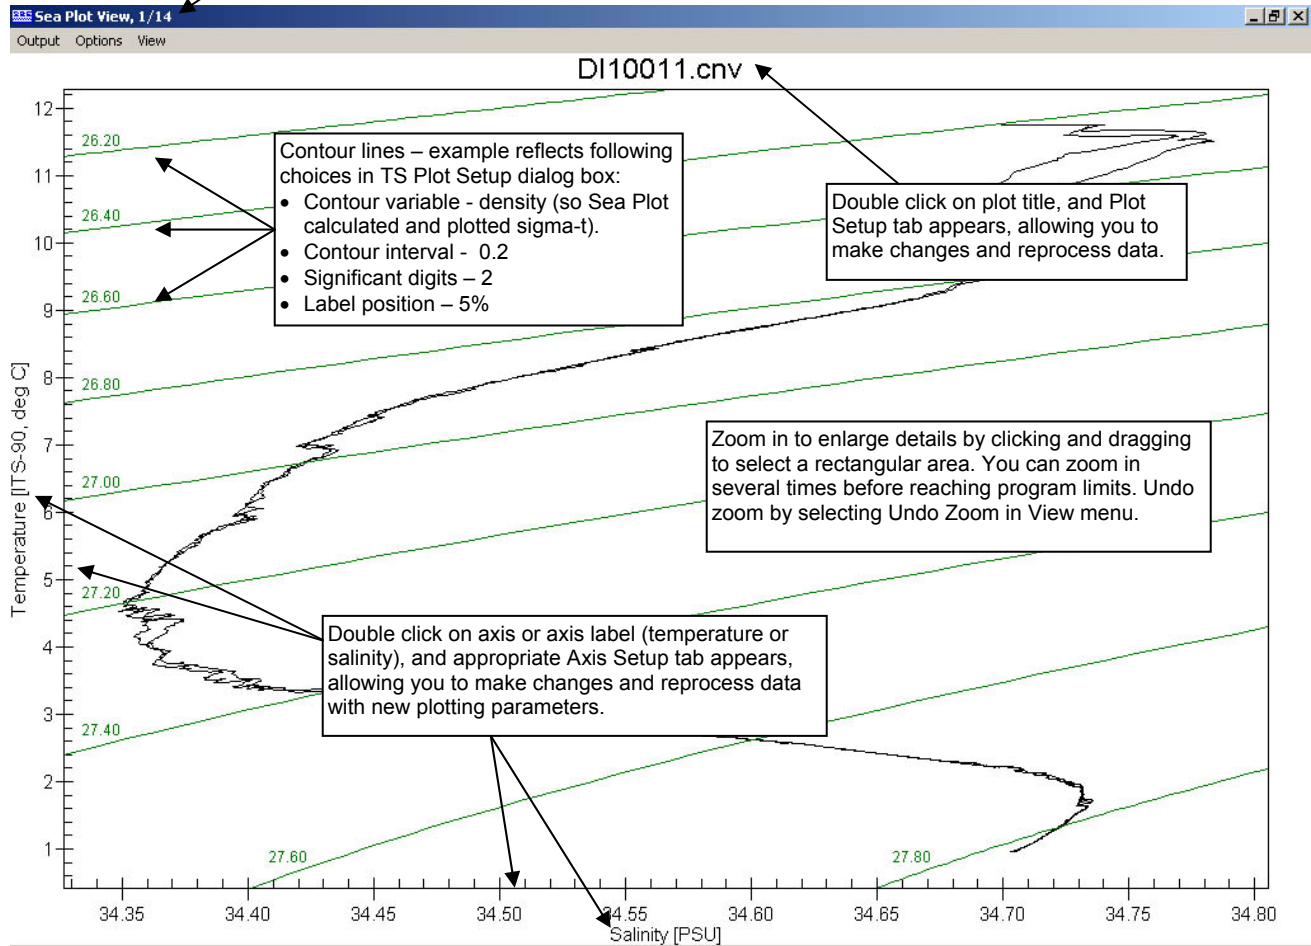 Sea Plot View, 1/14
Output Options View
DI10011.cnv
12
11
10
9
8
7
6
5
4
3
2
1
Temperature [ITS-90, deg C]
26.20
26.40
26.60
26.80
27.00
27.20
27.40
27.60
27.80
Contour lines – example reflects following
choices in TS Plot Setup dialog box:
• Contour variable - density (so Sea Plot
calculated and plotted sigma-t).
• Contour interval - 0.2
• Significant digits – 2
• Label position – 5%
Double click on plot title, and Plot
Setup tab appears, allowing you to
make changes and reprocess data.
Zoom in to enlarge details by clicking and dragging
to select a rectangular area. You can zoom in
several times before reaching program limits. Undo
zoom by selecting Undo Zoom in View menu.
Double click on axis or axis label (temperature or
salinity), and appropriate Axis Setup tab appears,
allowing you to make changes and reprocess data
with new plotting parameters.
34.35 34.40 34.45 34.50 34.55 34.60 34.65 34.70 34.75 34.80
Salinity [PSU]